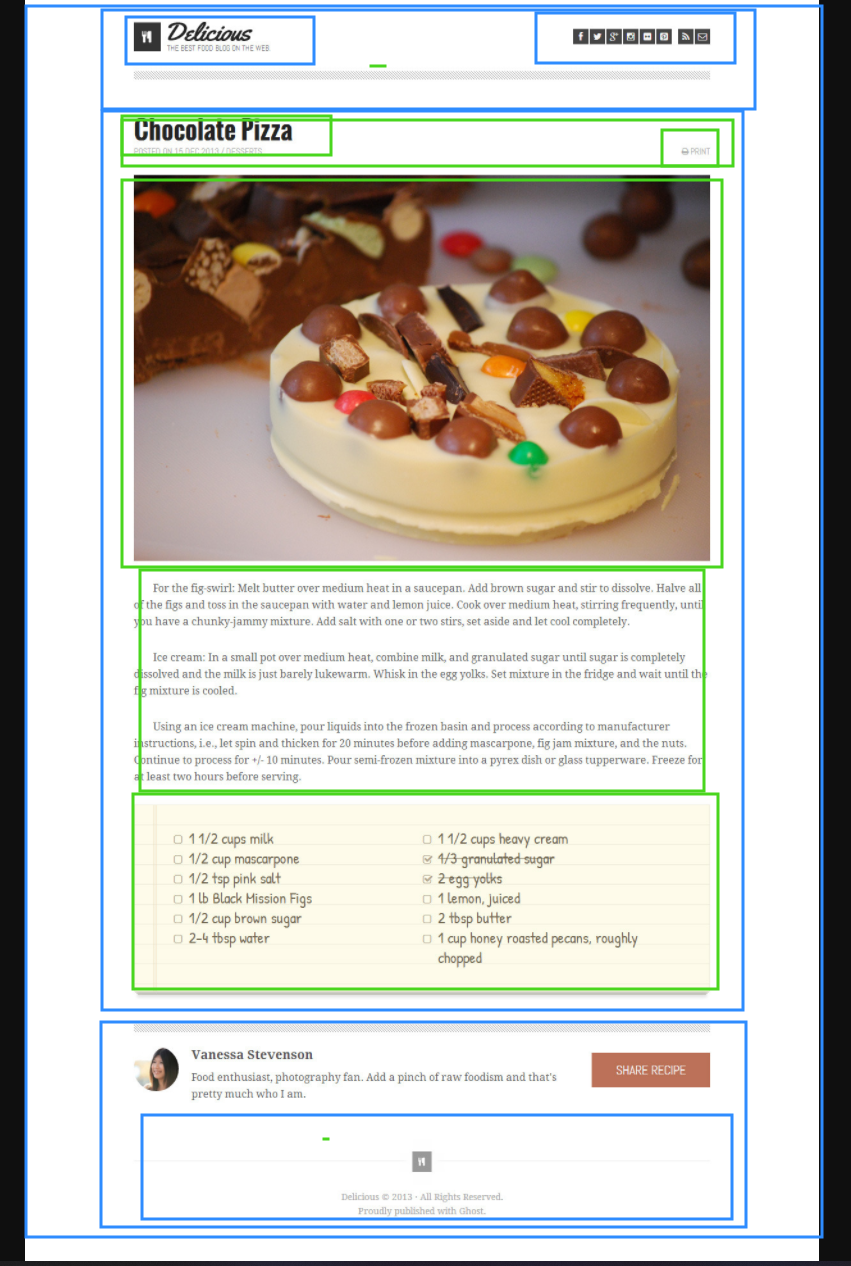 Delicious
THE BEST FOOD BLOG ON THE WEB
Chocolate Pizza
POSTED ON 15 DEC 2013 / DESSERTS
PRINT
For the fig-swirl: Melt butter over medium heat in a saucepan. Add brown sugar and stir to dissolve. Halve all
of the figs and toss in the saucepan with water and lemon juice. Cook over medium heat, stirring frequently, until
you have a chunky-jammy mixture. Add salt with one or two stirs, set aside and let cool completely.
Ice cream: In a small pot over medium heat, combine milk, and granulated sugar until sugar is completely
dissolved and the milk is just barely lukewarm. Whisk in the egg yolks. Set mixture in the fridge and wait until the
fig mixture is cooled.
Using an ice cream machine, pour liquids into the frozen basin and process according to manufacturer
instructions, i.e., let spin and thicken for 20 minutes before adding mascarpone, fig jam mixture, and the nuts.
Continue to process for +/- 10 minutes. Pour semi-frozen mixture into a pyrex dish or glass tupperware. Freeze for
at least two hours before serving.
1 1/2 cups milk
1/2 cup mascarpone
1/2 tsp pink salt
1 lb Black Mission Figs
1/2 cup brown sugar
2-4 tbsp water
1 1/2 cups heavy cream
1/3 granulated sugar
2 egg yolks
1 lemon, juiced
2 tbsp butter
1 cup honey roasted pecans, roughly
chopped
Vanessa Stevenson
Food enthusiast, photography fan. Add a pinch of raw foodism and that's
pretty much who I am.
SHARE RECIPE
Delicious © 2013 · All Rights Reserved.
Proudly published with Ghost.